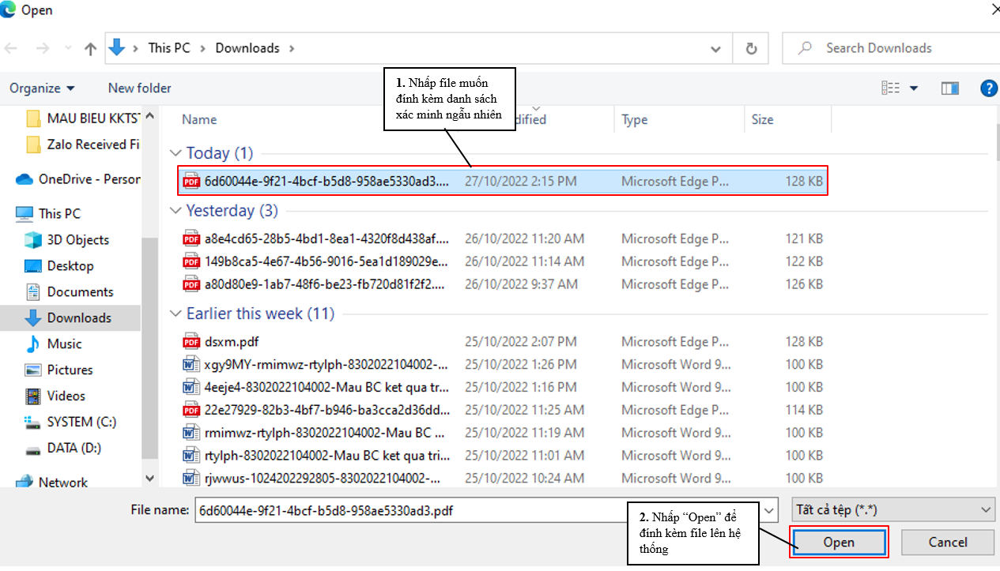 Open
This PC > Downloads >
Search Downloads
Organize
New folder
1. Nhấp file muốn
đính kèm danh sách
xác minh ngẫu nhiên
MAU BIEU KKTST
Zalo Received Fi
OneDrive - Person
This PC
3D Objects
Desktop
Documents
Downloads
Music
Pictures
Videos
SYSTEM (C:)
DATA (D:)
Network
Name dified Type Size
Today (1)
6d60044e-9f21-4bcf-b5d8-958ae5330ad3.... 27/10/2022 2:15 PM Microsoft Edge P... 128 KB
Yesterday (3)
a8e4cd65-28b5-4bd1-8ea1-4320f8d438af.... 26/10/2022 11:20 AM Microsoft Edge P... 121 KB
149b8ca5-4e67-4b56-9016-5ea1d189029e... 26/10/2022 11:14 AM Microsoft Edge P... 122 KB
a80d80e9-1ab7-48f6-be23-fb720d81f2f2.... 26/10/2022 9:37 AM Microsoft Edge P... 126 KB
Earlier this week (11)
dsxm.pdf 25/10/2022 2:07 PM Microsoft Edge P... 128 KB
xgy9MY-rmimwz-rtylph-8302022104002-... 25/10/2022 1:26 PM Microsoft Word 9... 100 KB
4eeje4-8302022104002-Mau BC ket qua tr... 25/10/2022 1:16 PM Microsoft Word 9... 100 KB
22e27929-82b3-4bf7-b946-ba3cca2d36dd... 25/10/2022 11:25 AM Microsoft Edge P... 114 KB
rmimwz-rtylph-8302022104002-Mau BC ... 25/10/2022 11:19 AM Microsoft Word 9... 100 KB
rtylph-8302022104002-Mau BC ket qua tri... 25/10/2022 11:01 AM Microsoft Word 9... 100 KB
rjwwus-1024202292805-8302022104002-... 25/10/2022 10:24 AM Microsoft Word 9... 100 KB
File name: 6d60044e-9f21-4bcf-b5d8-958ae5330ad3.pdf
Tất cả tệp (*.*)
2. Nhấp “Open” để
đính kèm file lên hệ
thống
Open
Cancel